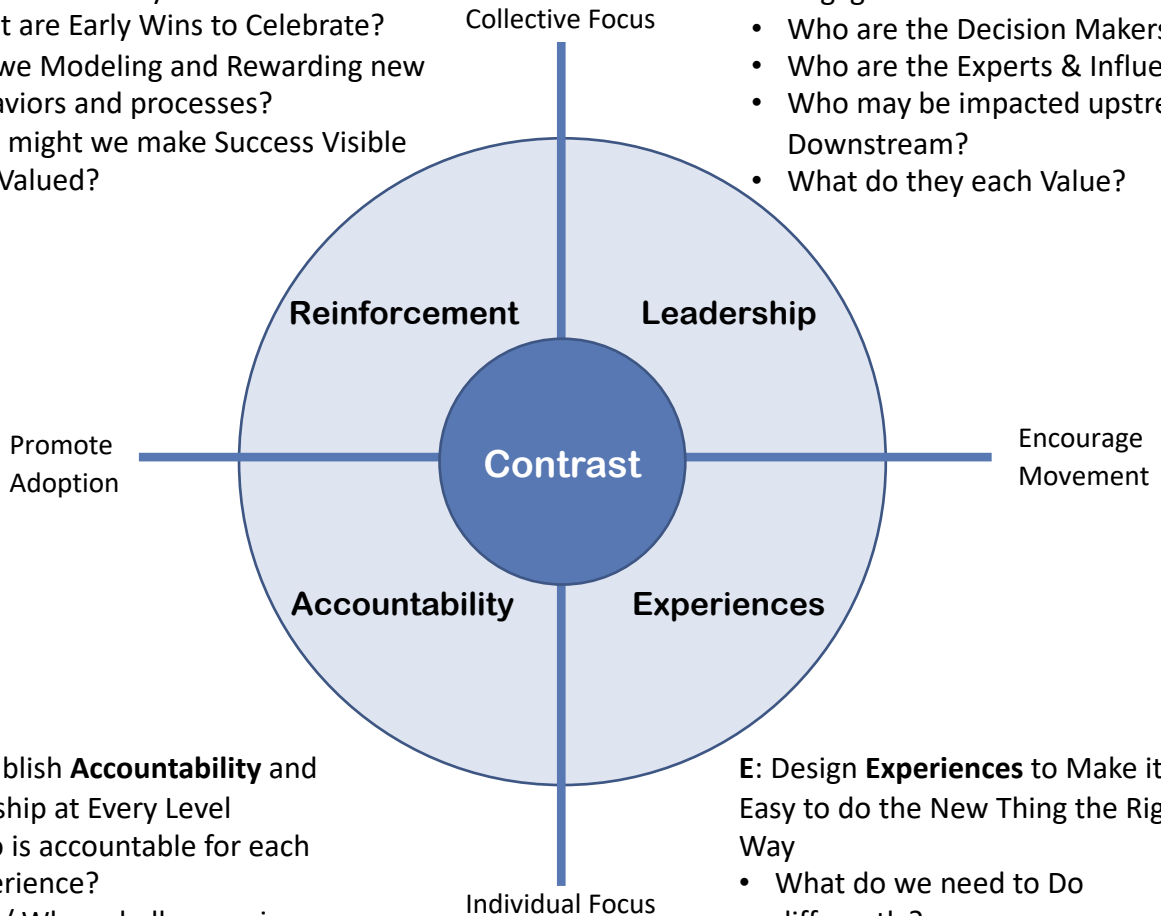 t are Early Wins to Celebrate?
we Modeling and Rewarding new
aviors and processes?
might we make Success Visible
Valued?
Collective Focus
• Who are the Decision Makers
• Who are the Experts & Influe
• Who may be impacted upstre
Downstream?
• What do they each Value?
Reinforcement
Leadership
Promote
Adoption
Contrast
Encourage
Movement
Accountability
Experiences
blish Accountability and
ship at Every Level
is accountable for each
erience?
Individual Focus
E: Design Experiences to Make it
Easy to do the New Thing the Rig
Way
• What do we need to Do